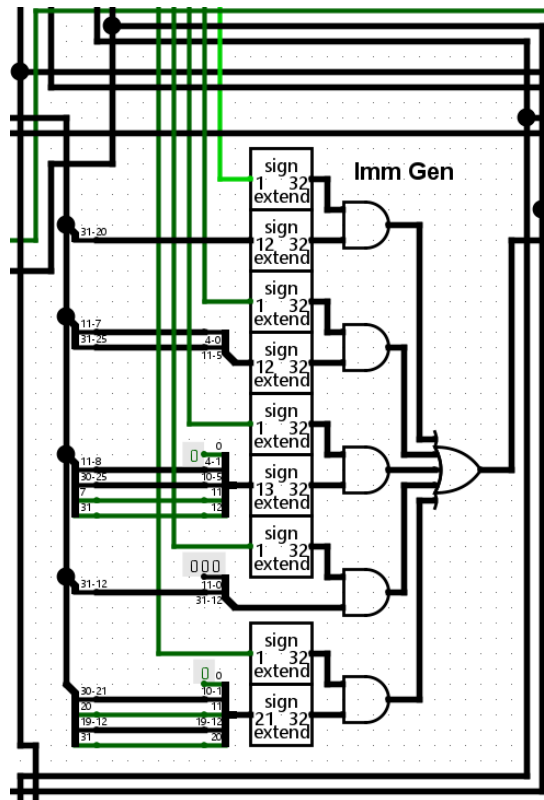 Imm Gen
sign
1 32
extend
31-20
sign
12 32
extend
sign
1 32
extend
11-7
31-25
4-0
11-5
sign
12 32
extend
sign
1 32
extend
0
0
11-8
30-25
7
31
4-1
10-5
11
12
sign
13 32
extend
sign
1 32
extend
000
31-12
11-0
31-12
sign
1 32
extend
0
0
30-21
20
19-12
31
10-1
11
19-12
20
sign
21 32
extend